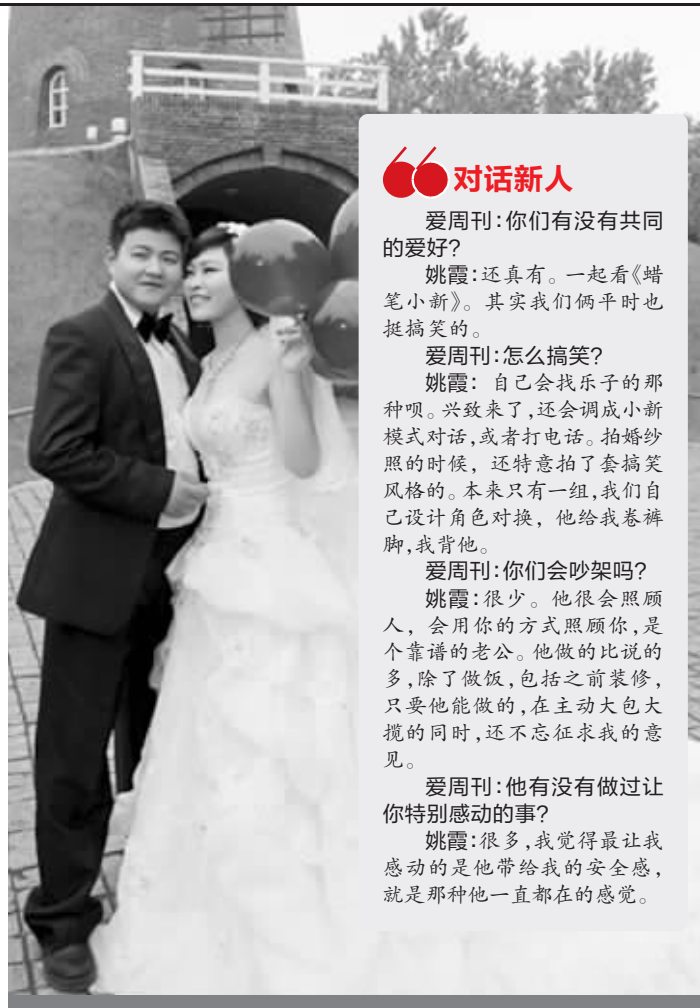 对话新人
爱周刊:你们有没有共同
的爱好?
姚霞:还真有。一起看《蜡
笔小新》。其实我们俩平时也
挺搞笑的。
爱周刊:怎么搞笑?
姚霞:自己会找乐子的那
种呗。兴致来了,还会调成小新
模式对话,或者打电话。拍婚纱
照的时候,还特意拍了套搞笑
风格的。本来只有一组,我们自
己设计角色对换,他给我卷裤
脚,我背他。
爱周刊:你们会吵架吗?
姚霞:很少。他很会照顾
人,会用你的方式照顾你,是
个靠谱的老公。他做的比说的
多,除了做饭,包括之前装修,
只要他能做的,在主动大包大
揽的同时,还不忘征求我的意
见。
爱周刊:他有没有做过让
你特别感动的事?
姚霞:很多,我觉得最让我
感动的是他带给我的安全感,
就是那种他一直都在的感觉。